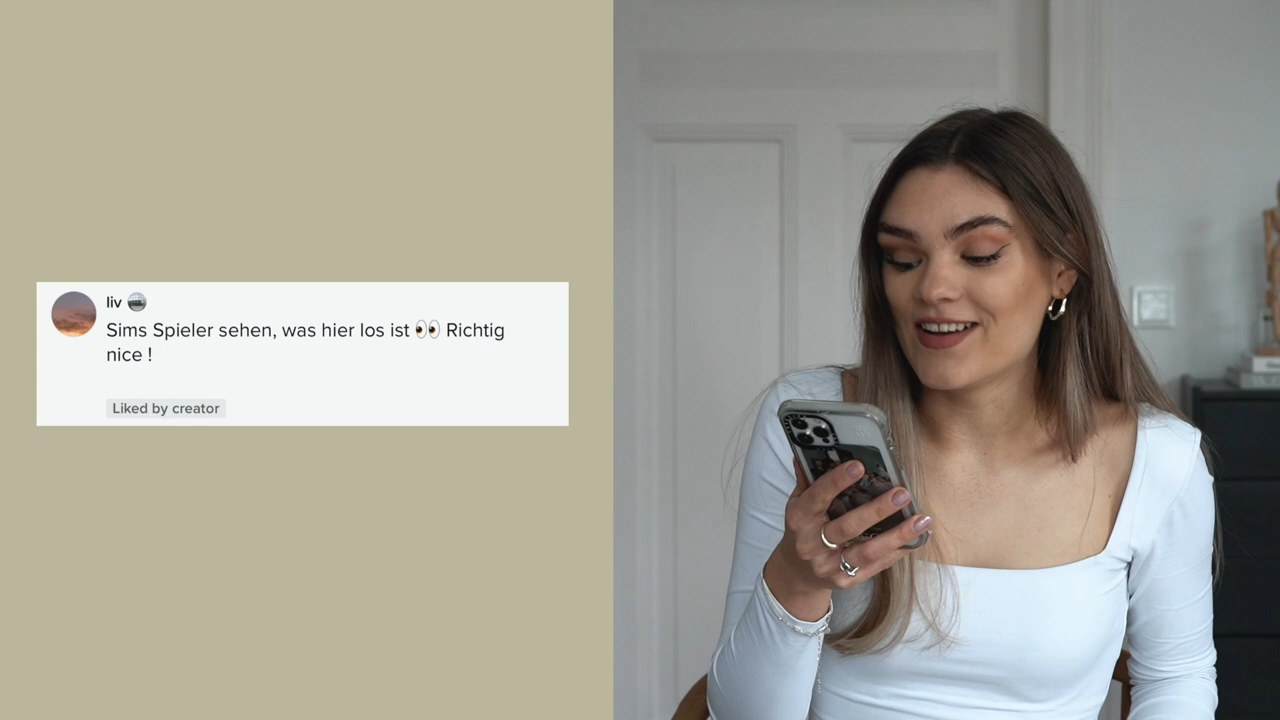 liv
Sims Spieler sehen, was hier los ist 👀 Richtig
nice !
Liked by creator